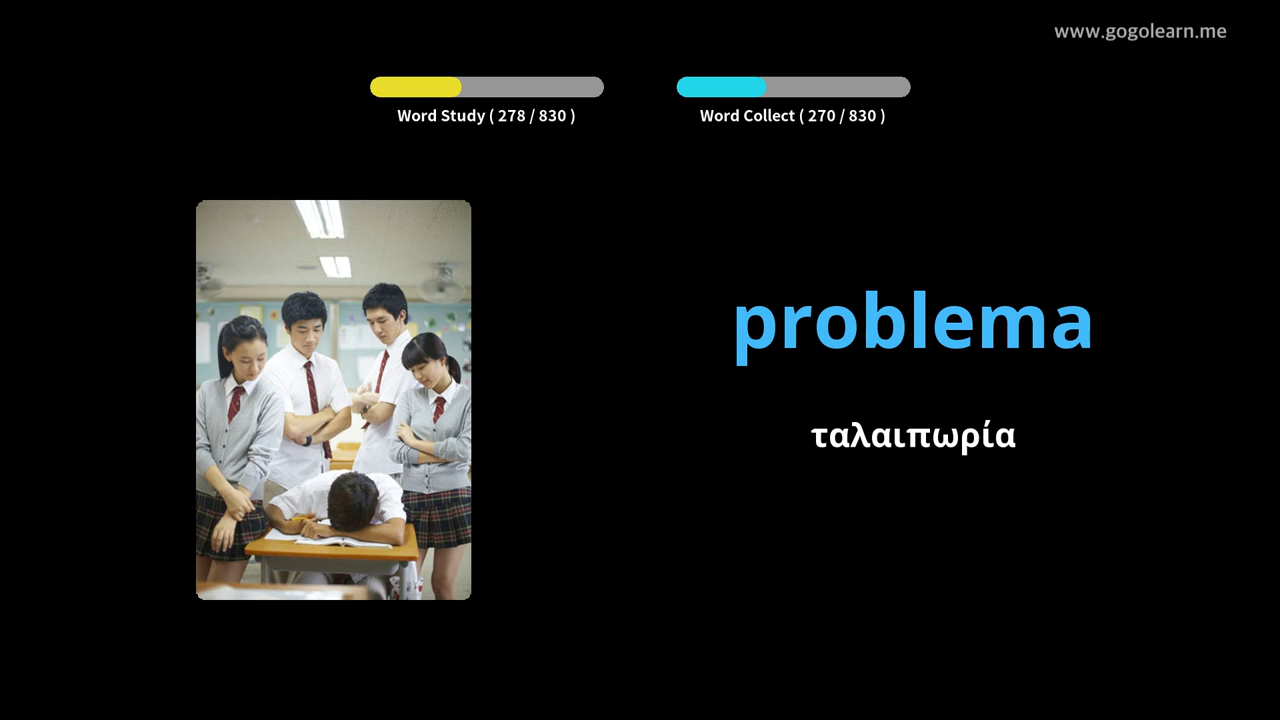 www.gogolearn.me
Word Study ( 278 / 830 )
Word Collect ( 270 / 830 )
problema
ταλαιπωρία